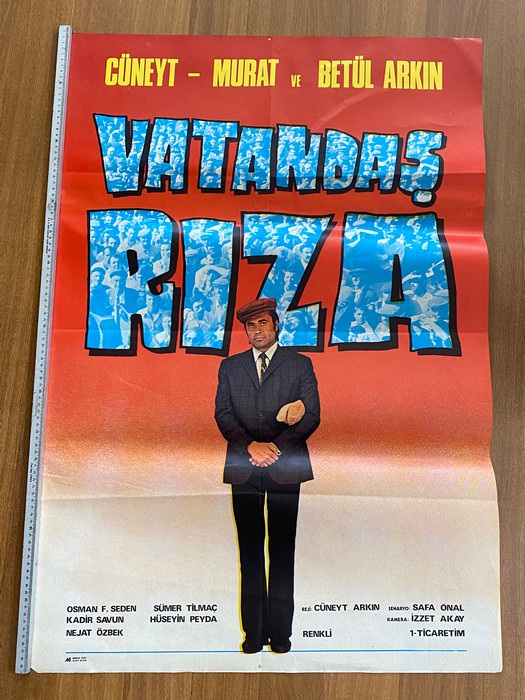 CÜNEYT – MURAT VE BETÜL ARKIN
VATANDAŞ
RIZA
OSMAN F. SEDEN
KADİR SAVUN
NEJAT ÖZBEK
SÜMER TİLMAÇ
HÜSEYİN PEYDA
REJİ: CÜNEYT ARKIN
RENKLİ
SENARYO: SAFA ÖNAL
KAMERA: İZZET AKAY
1-TİCARETİM